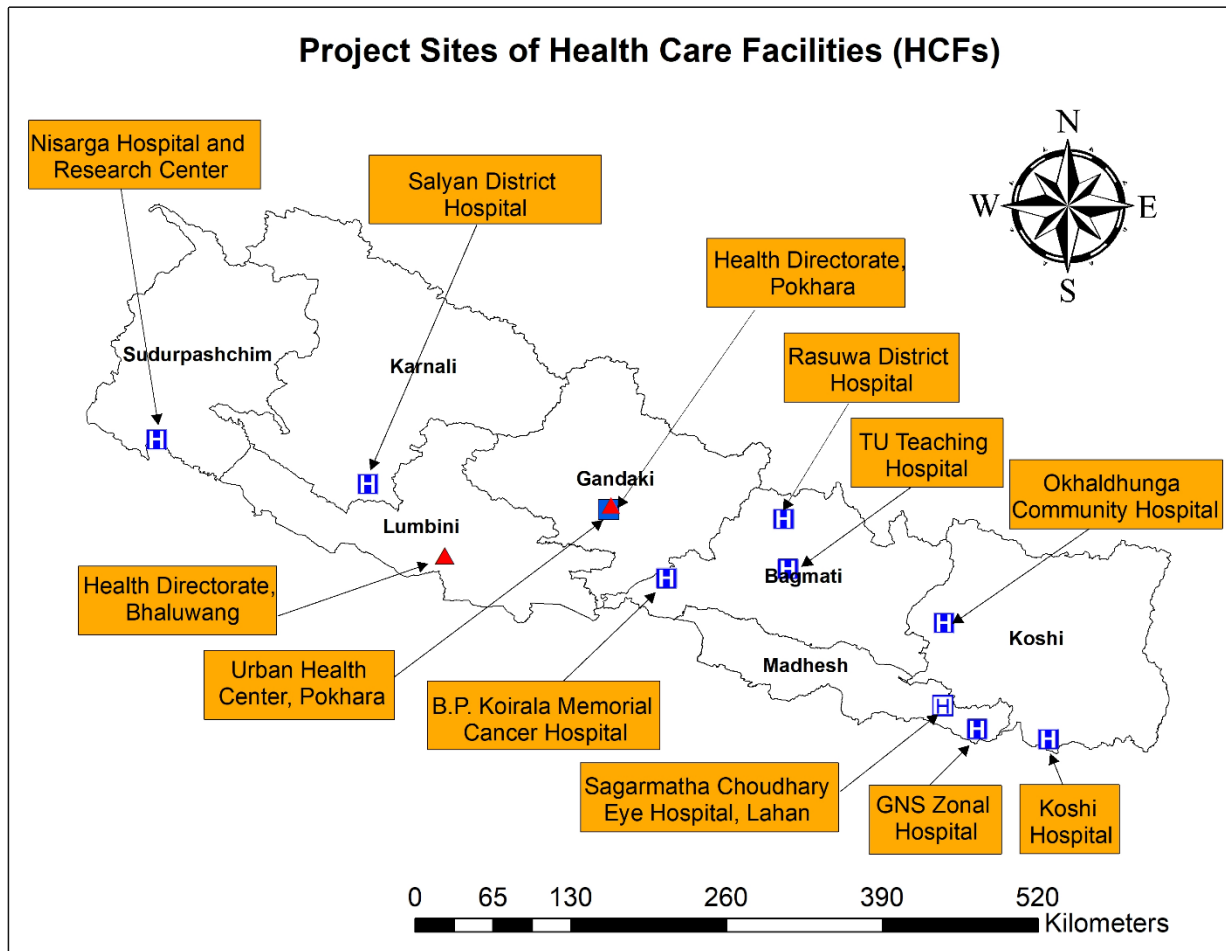 Project Sites of Health Care Facilities (HCFs)
N
W
E
S
Nisarga Hospital and
Research Center
Salyan District
Hospital
Health Directorate,
Pokhara
Rasuwa District
Hospital
TU Teaching
Hospital
Okhaldhunga
Community Hospital
Sudurpashchim
Karnali
Gandaki
Lumbini
Bagmati
Koshi
Madhesh
H
H
H
H
H
H
H
H
H
Health Directorate,
Bhaluwang
Urban Health
Center, Pokhara
B.P. Koirala Memorial
Cancer Hospital
Sagarmatha Choudhary
Eye Hospital, Lahan
GNS Zonal
Hospital
Koshi
Hospital
0 65 130 260 390 520
Kilometers